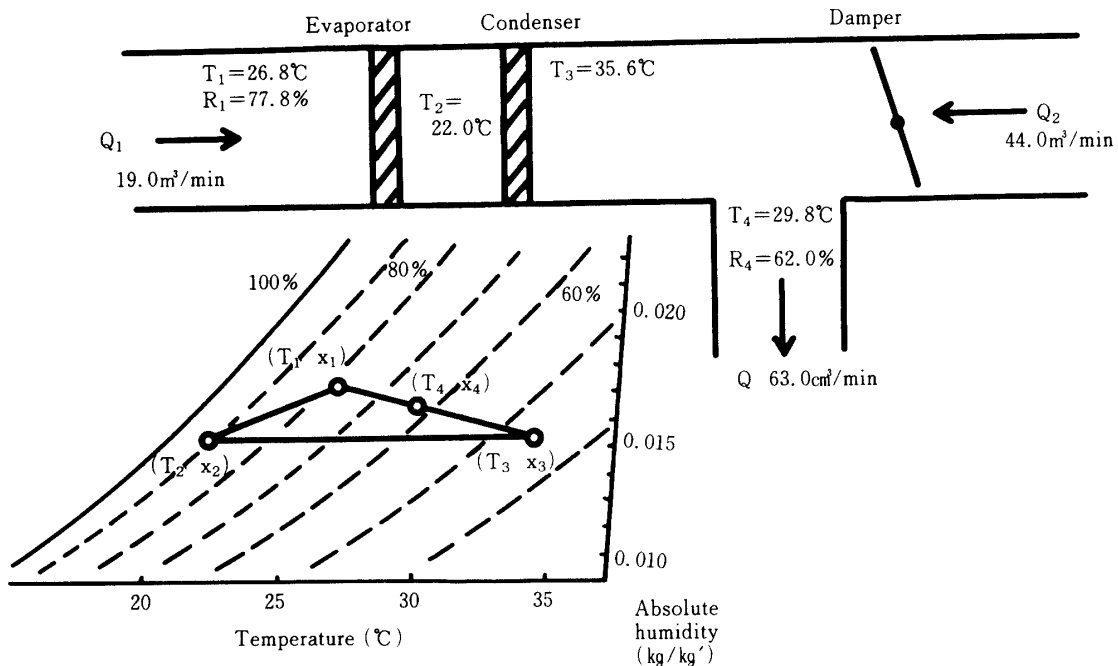 Evaporator
Condenser
Damper
T₁=26.8℃
R₁=77.8%
T₂=
22.0℃
T₃=35.6℃
Q₁
19.0m³/min
Q₂
44.0m³/min
T₄=29.8℃
R₄=62.0%
Q 63.0cm³/min
100%
80%
60%
0.020
0.015
0.010
(T₁ x₁)
(T₄ x₄)
(T₂ x₂)
(T₃ x₃)
20 25 30 35
Temperature (℃)
Absolute
humidity
(kg/kg′)